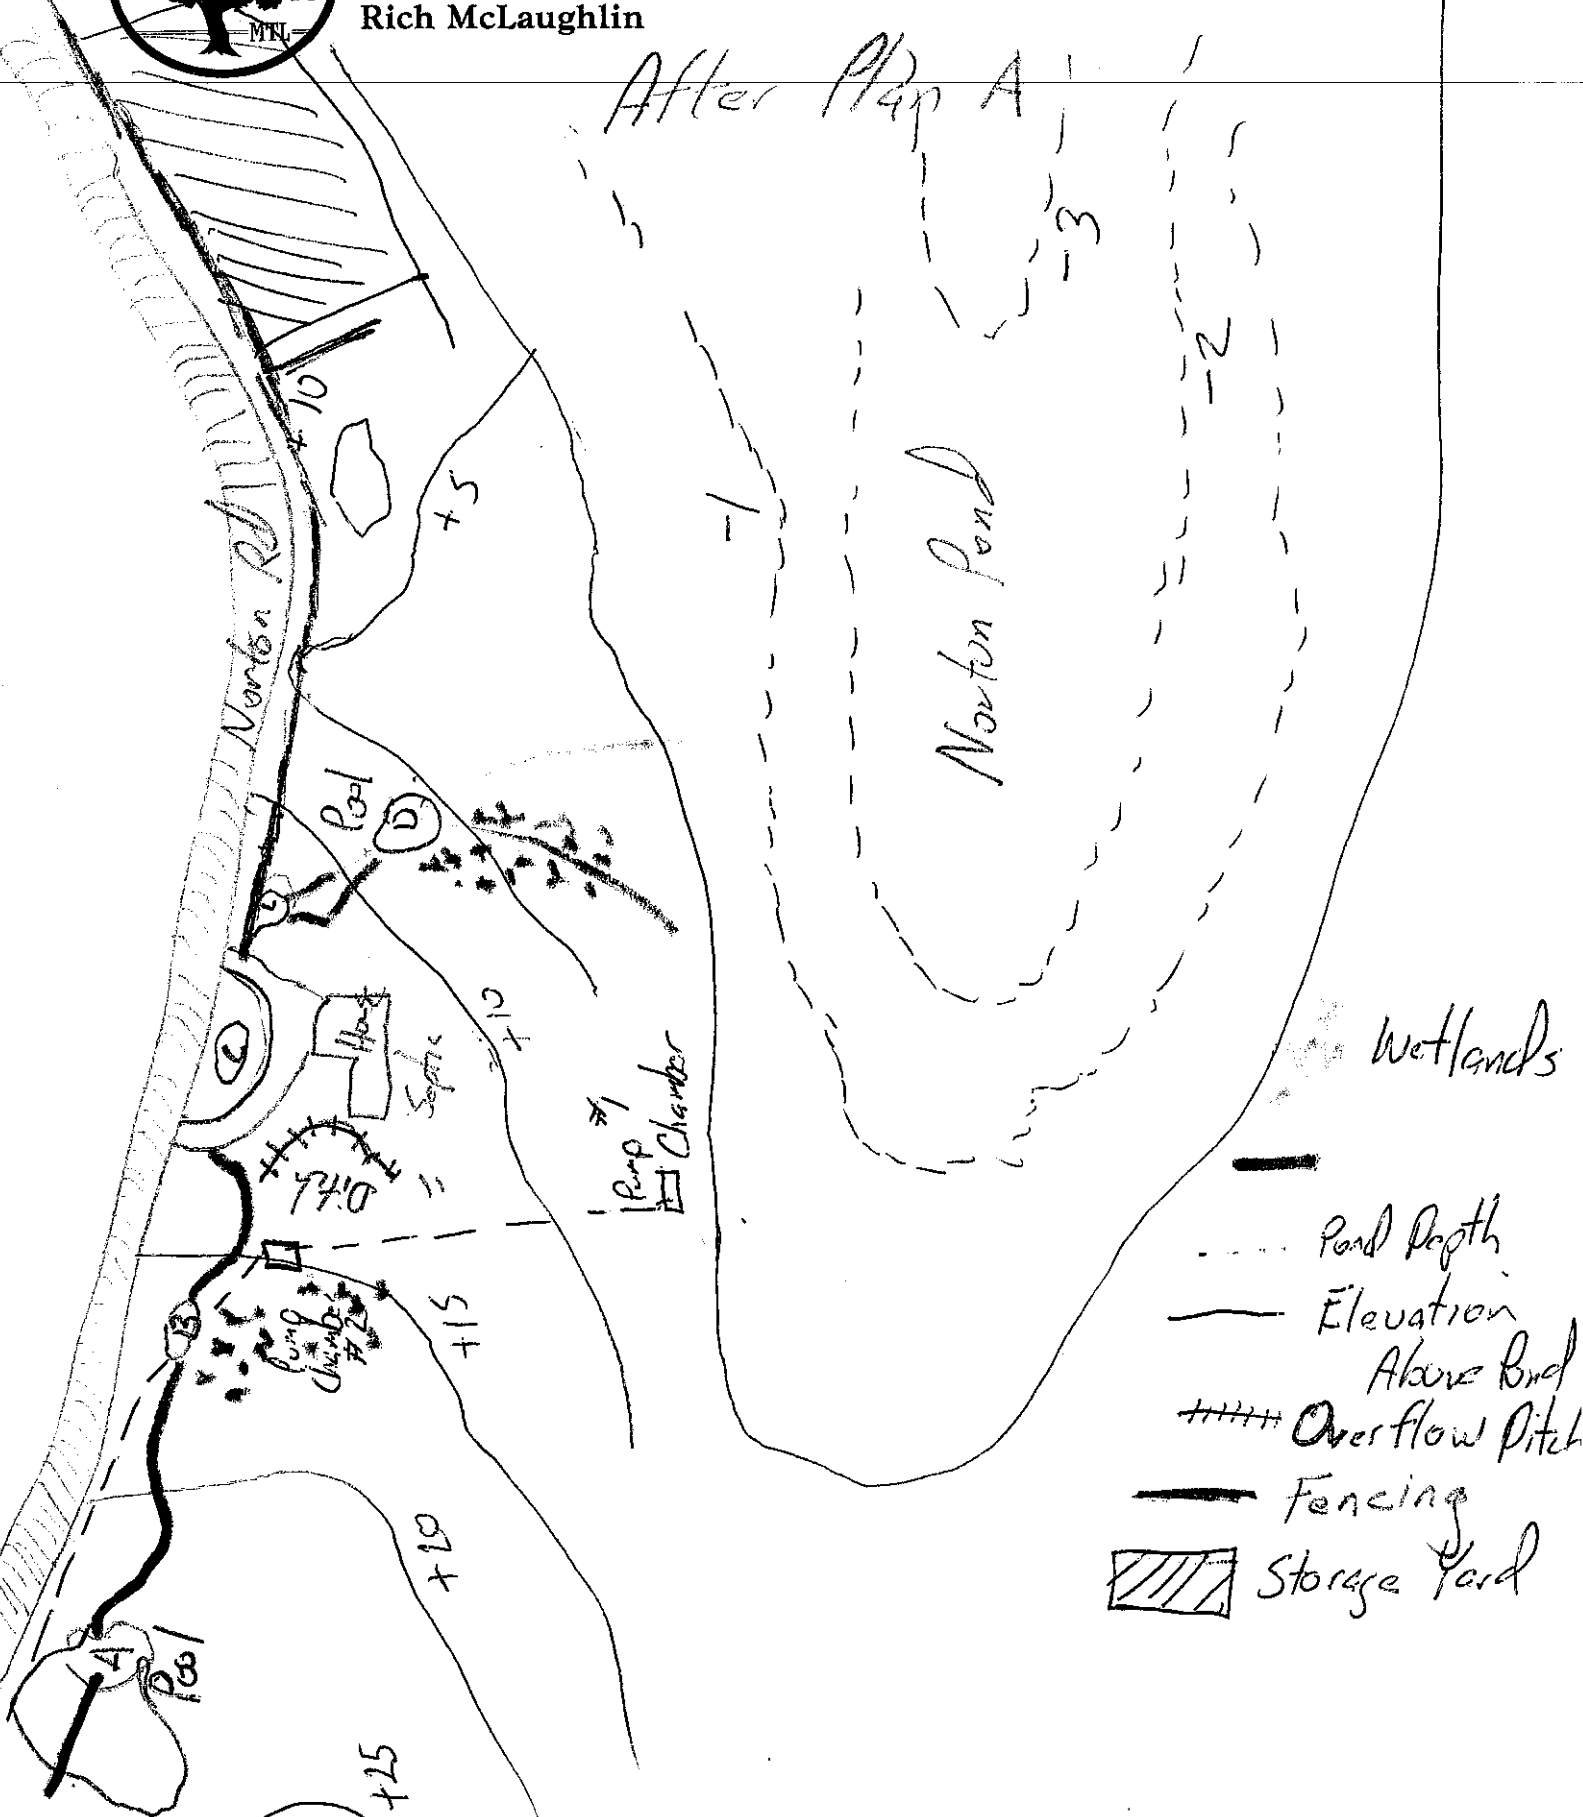 MTL
Rich McLaughlin
After Plan A
-3
-2
-1
Norton Pond
+10
+5
Norton Rd
Pool
D
C
House
Septic
+10
Pump #1
Chamber
Ditch
B
Pump
Chamber
#2
+15
+20
A
Pool
+25
Wetlands
Pond Depth
Elevation
Above Pond
Overflow Ditch
Fencing
Storage Yard